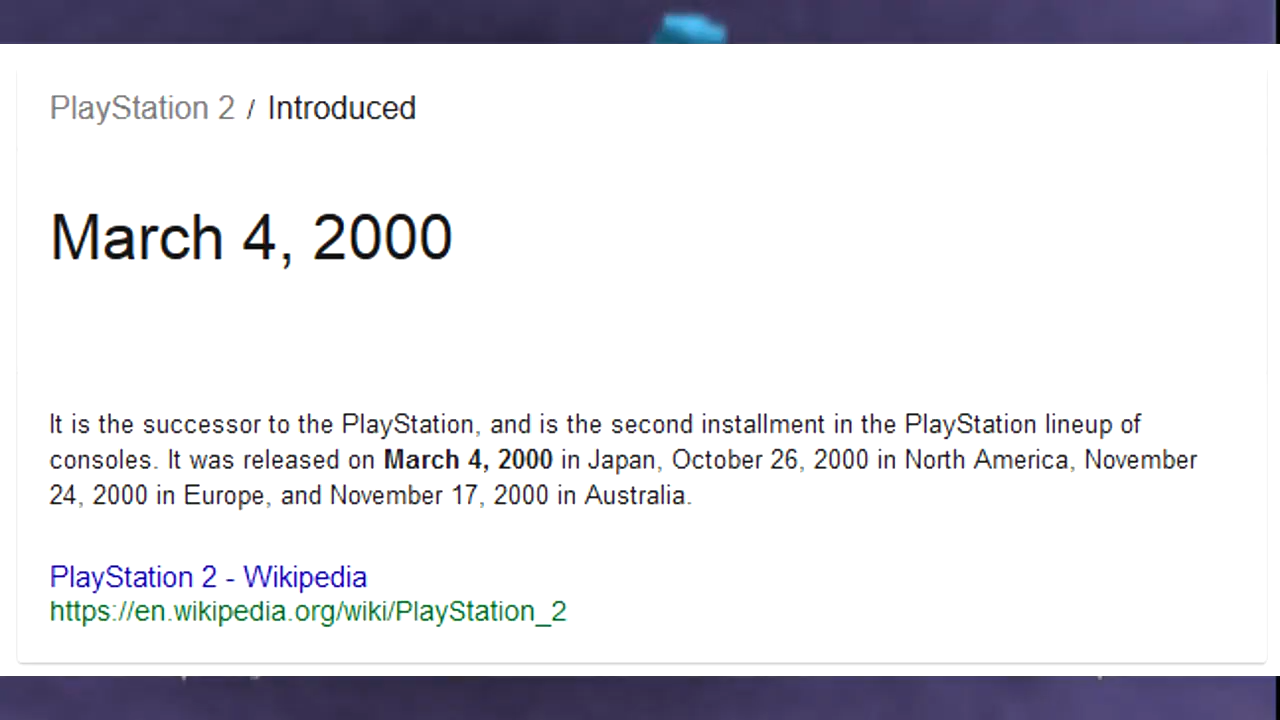 PlayStation 2 / Introduced
March 4, 2000
It is the successor to the PlayStation, and is the second installment in the PlayStation lineup of
consoles. It was released on March 4, 2000 in Japan, October 26, 2000 in North America, November
24, 2000 in Europe, and November 17, 2000 in Australia.
PlayStation 2 - Wikipedia
https://en.wikipedia.org/wiki/PlayStation_2